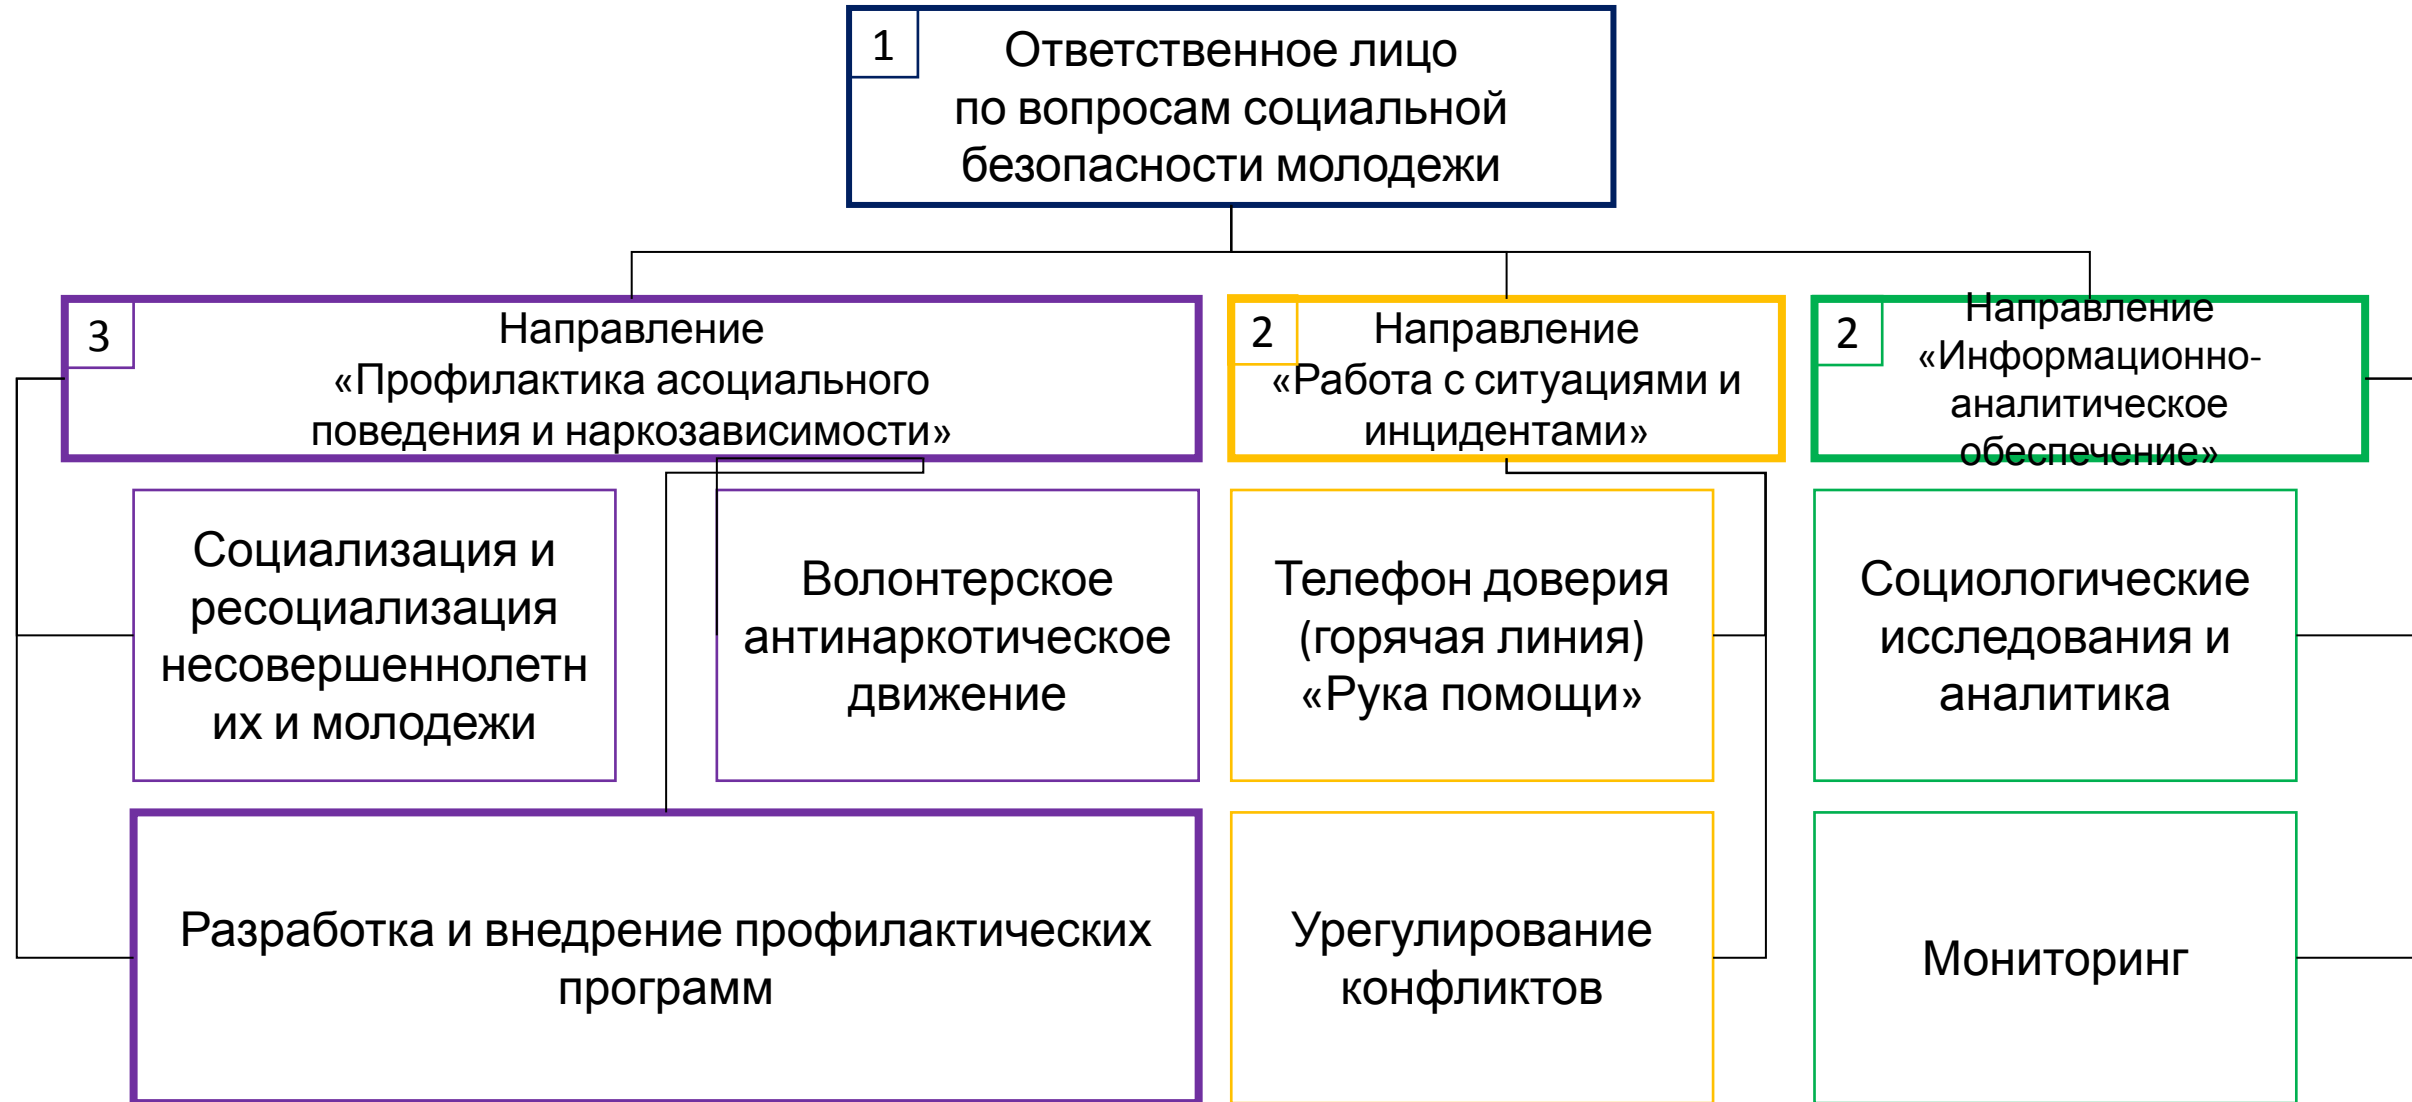 1
Ответственное лицо
по вопросам социальной
безопасности молодежи
3
Направление
«Профилактика асоциального
поведения и наркозависимости»
2
Направление
«Работа с ситуациями и
инцидентами»
2
Направление
«Информационно-
аналитическое
обеспечение»
Социализация и
ресоциализация
несовершеннолетн
их и молодежи
Волонтерское
антинаркотическое
движение
Телефон доверия
(горячая линия)
«Рука помощи»
Социологические
исследования и
аналитика
Разработка и внедрение профилактических
программ
Урегулирование
конфликтов
Мониторинг